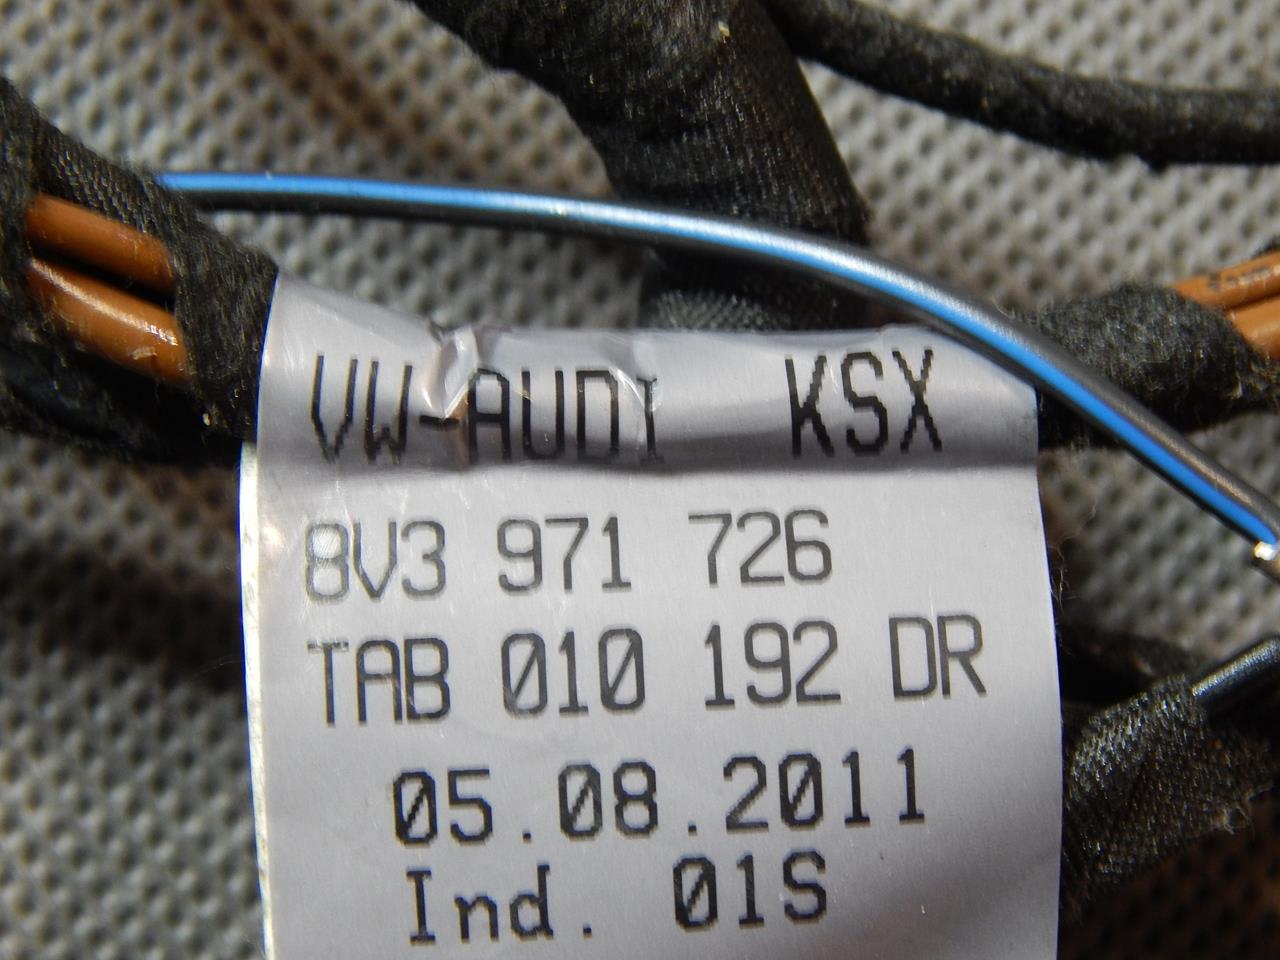 VW-AUDI KSX
8V3 971 726
TAB 010 192 DR
05.08.2011
Ind. 01S